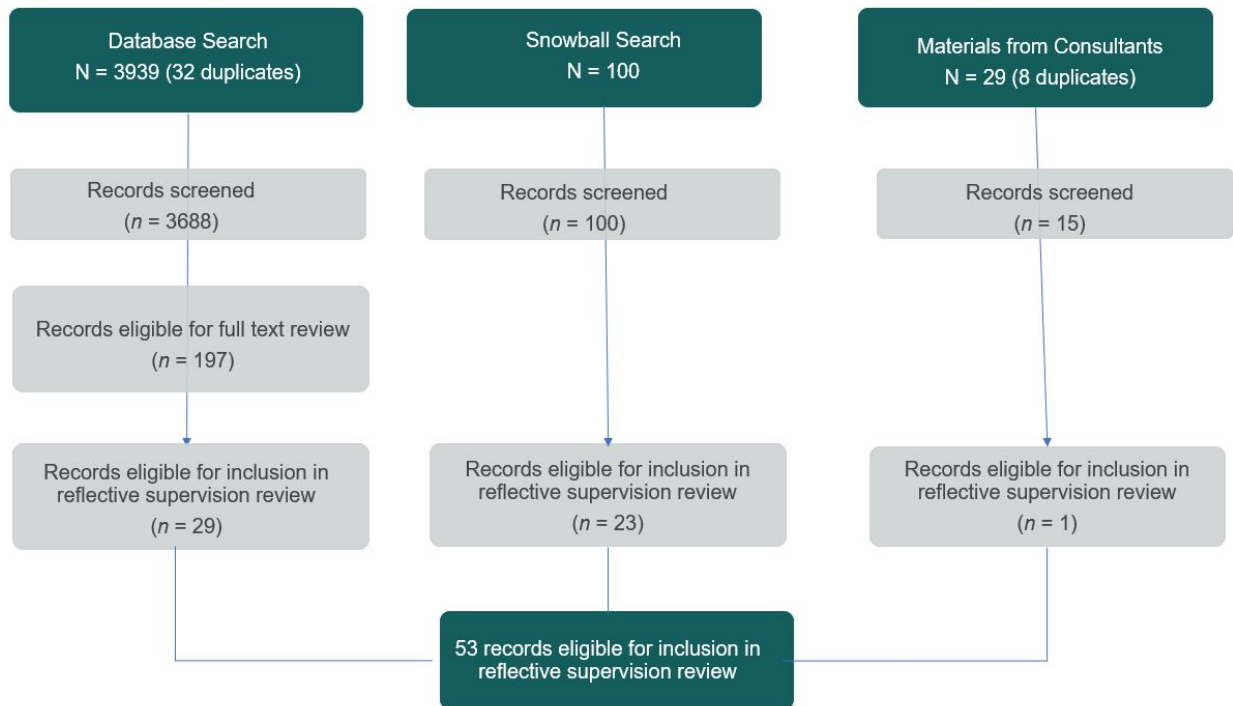 Database Search
N = 3939 (32 duplicates)
Records screened
(n = 3688)
Records eligible for full text review
(n = 197)
Records eligible for inclusion in
reflective supervision review
(n = 29)
Snowball Search
N = 100
Records screened
(n = 100)
Records eligible for inclusion in
reflective supervision review
(n = 23)
Materials from Consultants
N = 29 (8 duplicates)
Records screened
(n = 15)
Records eligible for inclusion in
reflective supervision review
(n = 1)
53 records eligible for inclusion in
reflective supervision review